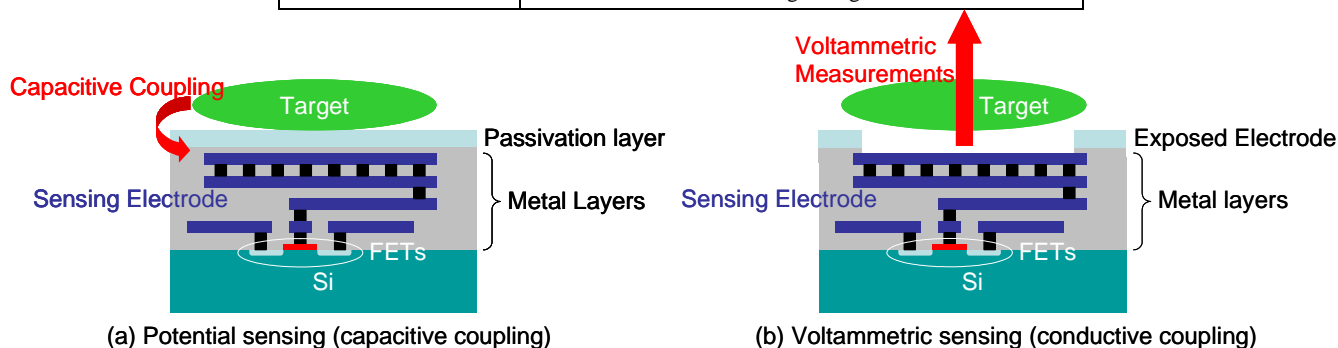 Capacitive Coupling
Target
Passivation layer
Sensing Electrode
Metal Layers
FETs
Si
(a) Potential sensing (capacitive coupling)
Voltammetric
Measurements
Target
Exposed Electrode
Sensing Electrode
Metal layers
FETs
Si
(b) Voltammetric sensing (conductive coupling)